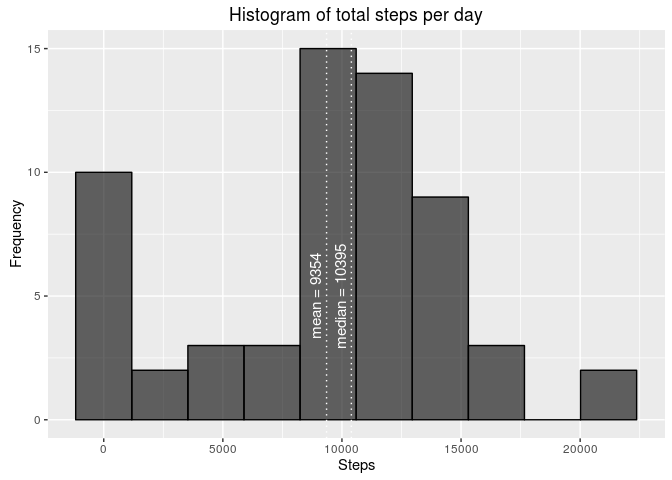 Histogram of total steps per day
15
10
5
0
Frequency
mean = 9354
median = 10395
0
5000
10000
15000
20000
Steps